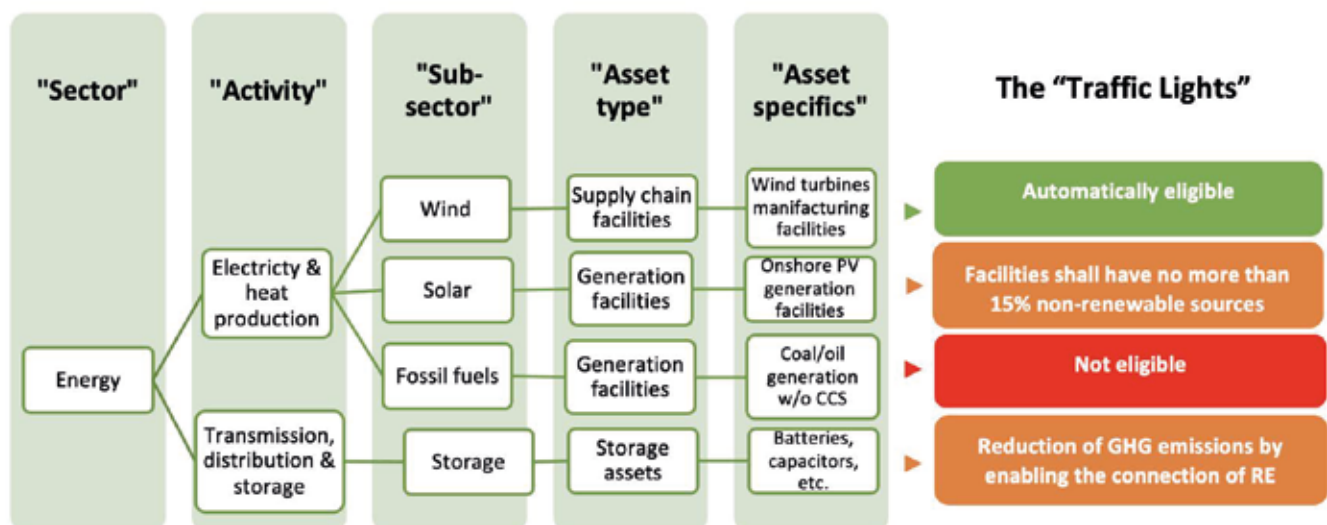 "Sector"
"Activity"
"Sub-
sector"
"Asset
type"
"Asset
specifics"
The “Traffic Lights”
Energy
Electricty &
heat
production
Transmission,
distribution &
storage
Wind
Supply chain
facilities
Wind turbines
manifacturing
facilities
Automatically eligible
Solar
Generation
facilities
Onshore PV
generation
facilities
Facilities shall have no more than
15% non-renewable sources
Fossil fuels
Generation
facilities
Coal/oil
generation
w/o CCS
Not eligible
Storage
Storage
assets
Batteries,
capacitors,
etc.
Reduction of GHG emissions by
enabling the connection of RE